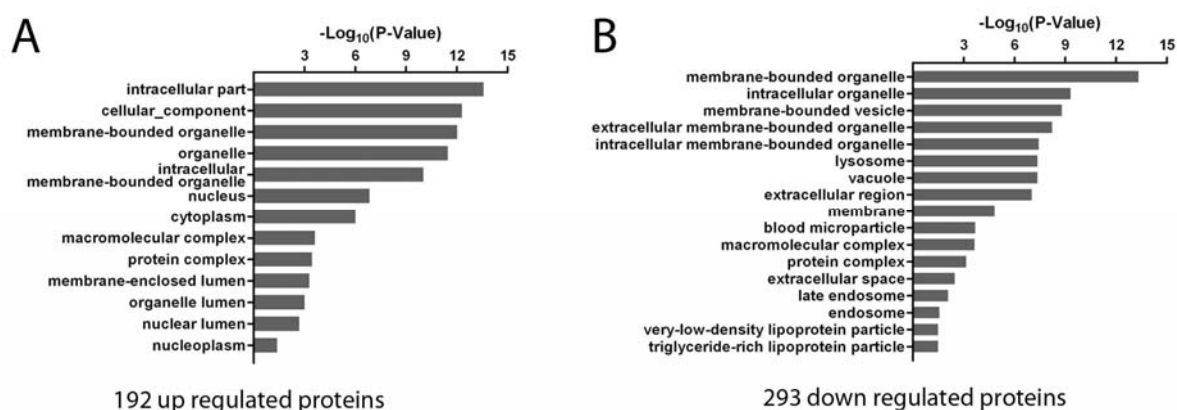 A
-Log10(P-Value)
3 6 9 12 15
intracellular part
cellular_component
membrane-bounded organelle
organelle
intracellular
membrane-bounded organelle
nucleus
cytoplasm
macromolecular complex
protein complex
membrane-enclosed lumen
organelle lumen
nuclear lumen
nucleoplasm
192 up regulated proteins
B
-Log10(P-Value)
3 6 9 12 15
membrane-bounded organelle
intracellular organelle
membrane-bounded vesicle
extracellular membrane-bounded organelle
intracellular membrane-bounded organelle
lysosome
vacuole
extracellular region
membrane
blood microparticle
macromolecular complex
protein complex
extracellular space
late endosome
endosome
very-low-density lipoprotein particle
triglyceride-rich lipoprotein particle
293 down regulated proteins